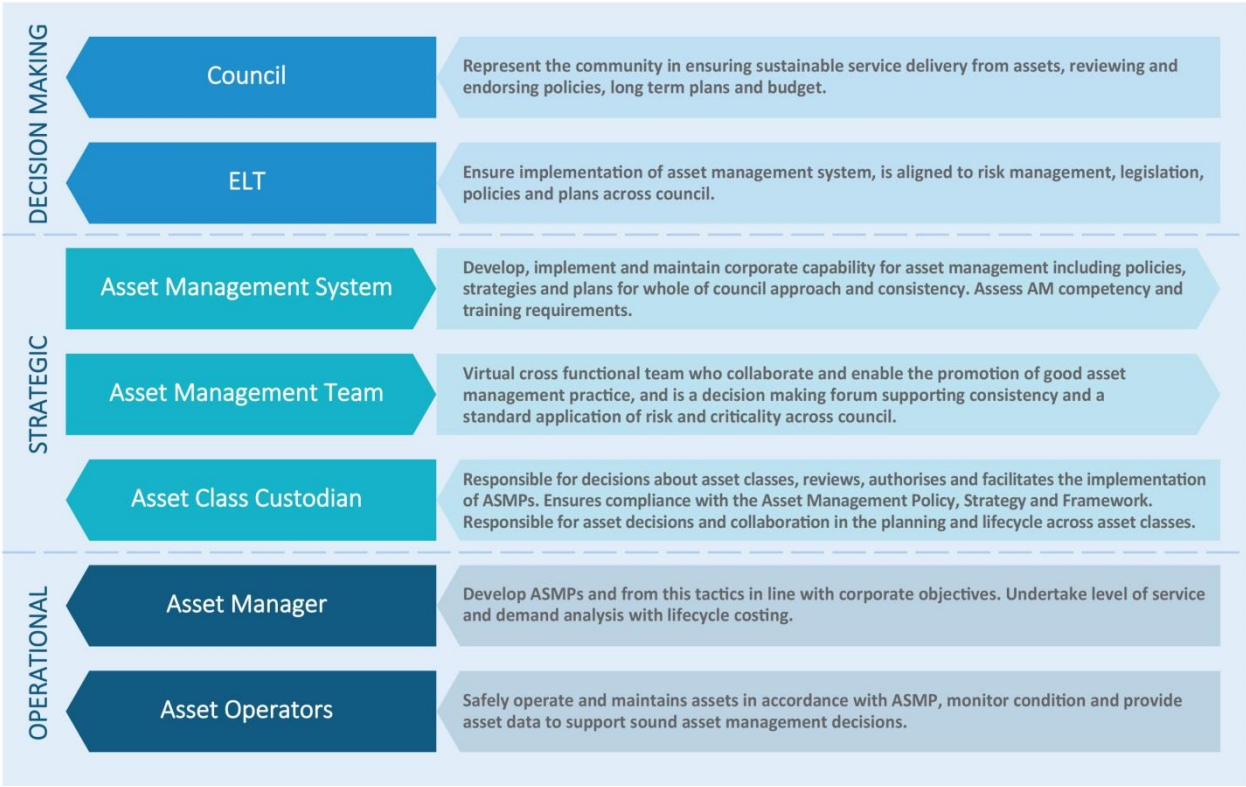 DECISION MAKING
Council
Represent the community in ensuring sustainable service delivery from assets, reviewing and
endorsing policies, long term plans and budget.
ELT
Ensure implementation of asset management system, is aligned to risk management, legislation,
policies and plans across council.
STRATEGIC
Asset Management System
Develop, implement and maintain corporate capability for asset management including policies,
strategies and plans for whole of council approach and consistency. Assess AM competency and
training requirements.
Asset Management Team
Virtual cross functional team who collaborate and enable the promotion of good asset
management practice, and is a decision making forum supporting consistency and a
standard application of risk and criticality across council.
Asset Class Custodian
Responsible for decisions about asset classes, reviews, authorises and facilitates the implementation
of ASMPs. Ensures compliance with the Asset Management Policy, Strategy and Framework.
Responsible for asset decisions and collaboration in the planning and lifecycle across asset classes.
OPERATIONAL
Asset Manager
Develop ASMPs and from this tactics in line with corporate objectives. Undertake level of service
and demand analysis with lifecycle costing.
Asset Operators
Safely operate and maintains assets in accordance with ASMP, monitor condition and provide
asset data to support sound asset management decisions.